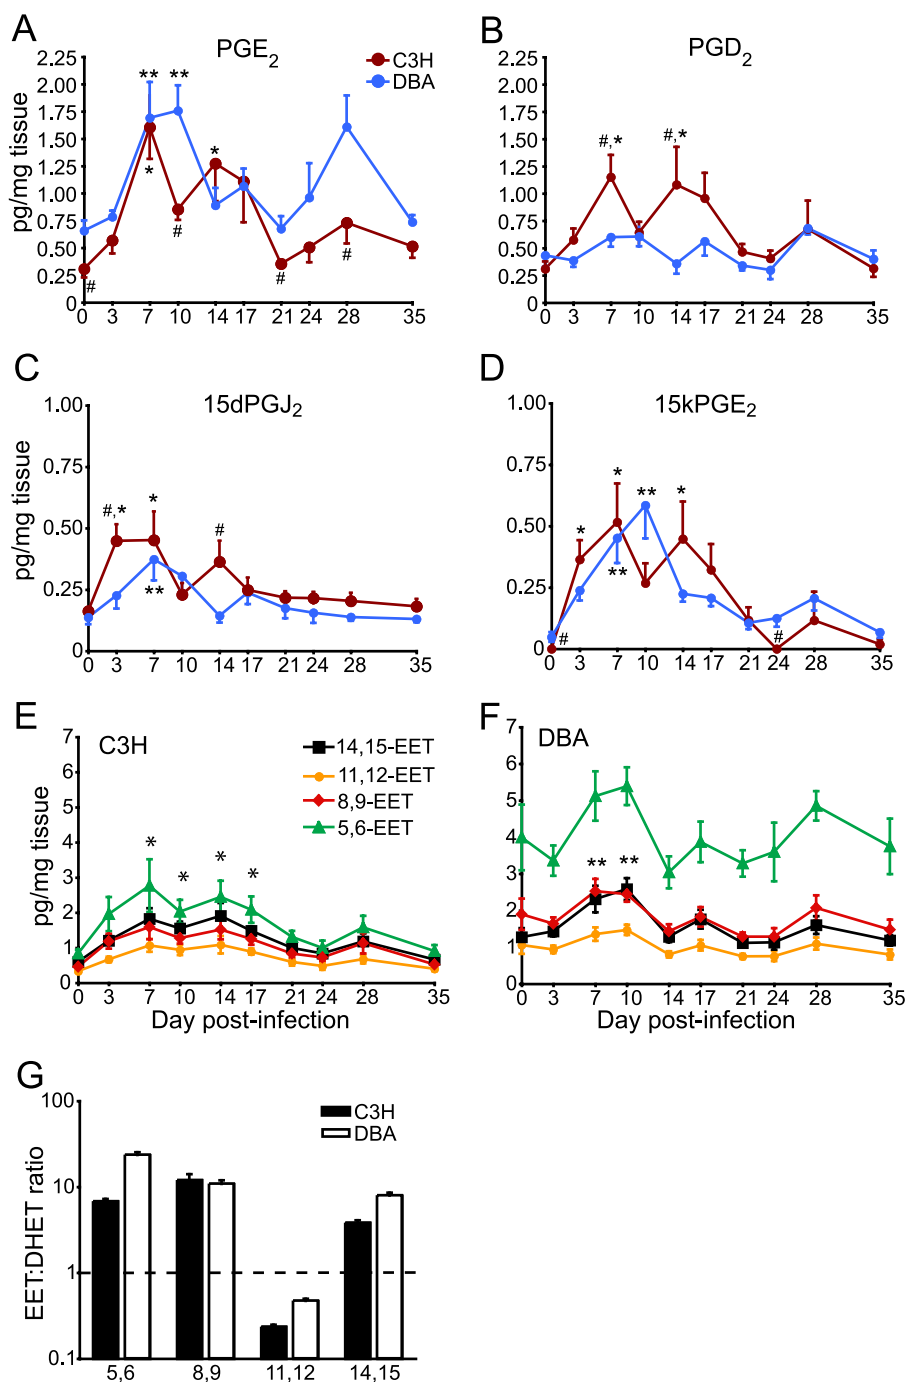 A
PGE2
C3H
DBA
pg/mg tissue
2.25
2.00
1.75
1.50
1.25
1.00
0.75
0.50
0.25
0
** **
*
*
#
#
#
#
0 3 7 10 14 17 21 24 28 35
B
PGD2
2.25
2.00
1.75
1.50
1.25
1.00
0.75
0.50
0.25
0
#,* #,*
0 3 7 10 14 17 21 24 28 35
C
15dPGJ2
pg/mg tissue
1.00
0.75
0.50
0.25
0
#,* * #
**
0 3 7 10 14 17 21 24 28 35
D
15kPGE2
1.00
0.75
0.50
0.25
0
* ** *
*
**
# #
0 3 7 10 14 17 21 24 28 35
E
C3H
14,15-EET
11,12-EET
8,9-EET
5,6-EET
pg/mg tissue
7
6
5
4
3
2
1
0
* * * *
0 3 7 10 14 17 21 24 28 35
Day post-infection
F
DBA
7
6
5
4
3
2
1
0
** **
0 3 7 10 14 17 21 24 28 35
Day post-infection
G
C3H
DBA
EET:DHET ratio
100
10
1
0.1
5,6 8,9 11,12 14,15